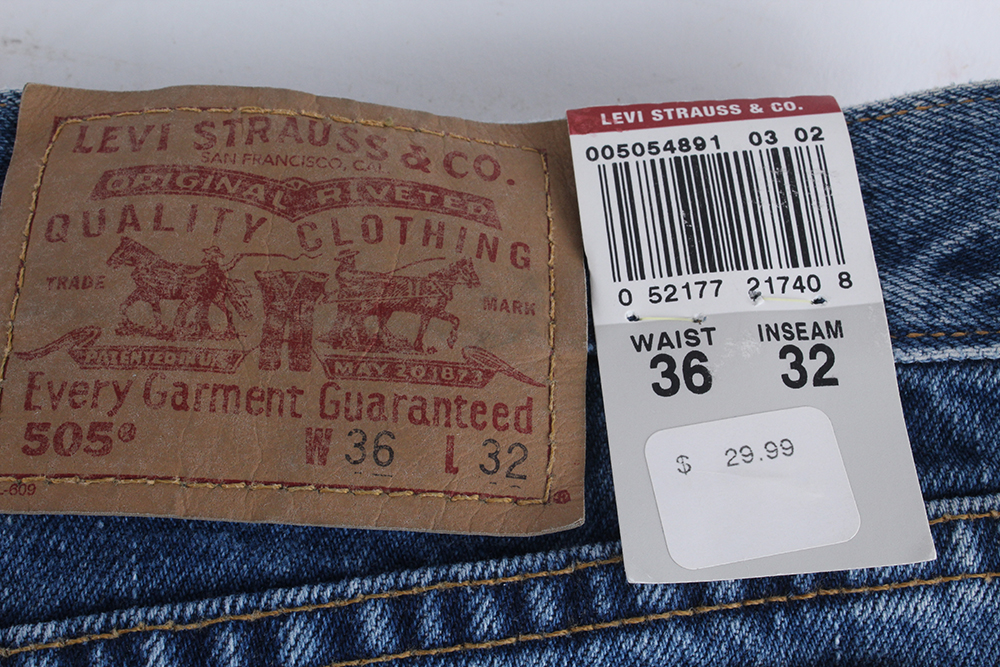 LEVI STRAUSS & CO.
SAN FRANCISCO, CAL.
ORIGINAL RIVETED
QUALITY CLOTHING
TRADE MARK
PATENTED IN U.S. MAY 20 1873
Every Garment Guaranteed
505® W 36 L 32
L-609 ®
LEVI STRAUSS & CO.
005054891 03 02
0 52177 21740 8
WAIST INSEAM
36 32
$ 29.99